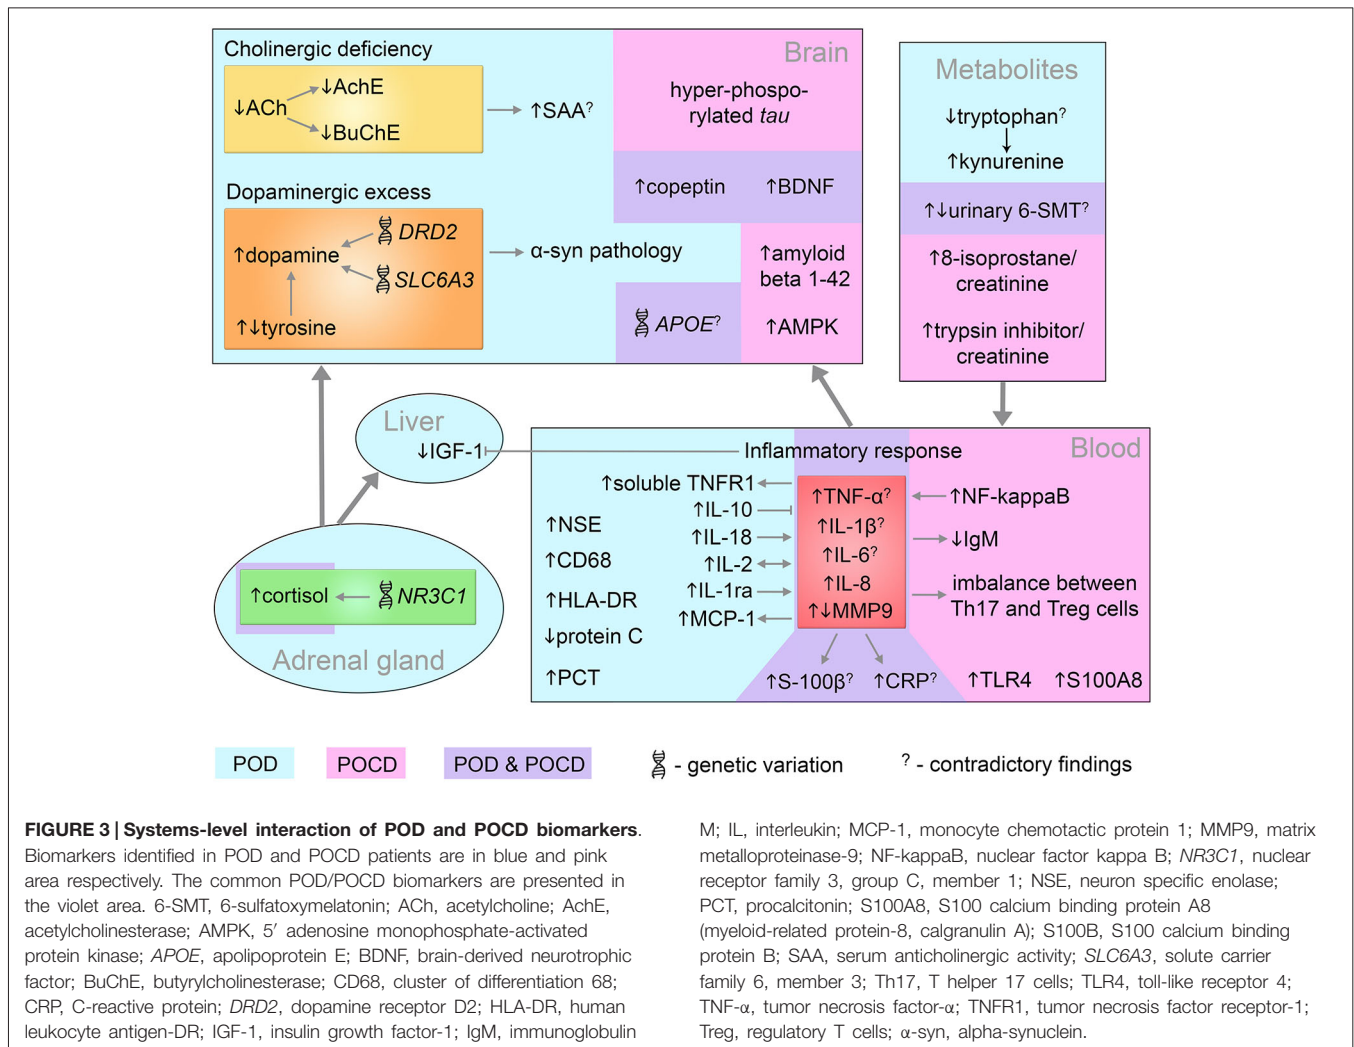 Cholinergic deficiency
↓ACh
↓AchE
↓BuChE
↑SAA?
Dopaminergic excess
↑dopamine
DRD2
SLC6A3
↑↓tyrosine
α-syn pathology
Brain
hyper-phospo-
rylated tau
↑copeptin
↑BDNF
↑amyloid
beta 1-42
APOE?
↑AMPK
Metabolites
↓tryptophan?
↑kynurenine
↑↓urinary 6-SMT?
↑8-isoprostane/
creatinine
↑trypsin inhibitor/
creatinine
Liver
↓IGF-1
↑cortisol
NR3C1
Adrenal gland
Inflammatory response
Blood
↑NSE
↑CD68
↑HLA-DR
↓protein C
↑PCT
↑soluble TNFR1
↑IL-10
↑IL-18
↑IL-2
↑IL-1ra
↑MCP-1
↑TNF-α?
↑IL-1β?
↑IL-6?
↑IL-8
↑↓MMP9
↑NF-kappaB
↓IgM
imbalance between
Th17 and Treg cells
↑S-100β?
↑CRP?
↑TLR4
↑S100A8
POD
POCD
POD & POCD
- genetic variation
? - contradictory findings
FIGURE 3 | Systems-level interaction of POD and POCD biomarkers.
Biomarkers identified in POD and POCD patients are in blue and pink
area respectively. The common POD/POCD biomarkers are presented in
the violet area. 6-SMT, 6-sulfatoxymelatonin; ACh, acetylcholine; AchE,
acetylcholinesterase; AMPK, 5′ adenosine monophosphate-activated
protein kinase; APOE, apolipoprotein E; BDNF, brain-derived neurotrophic
factor; BuChE, butyrylcholinesterase; CD68, cluster of differentiation 68;
CRP, C-reactive protein; DRD2, dopamine receptor D2; HLA-DR, human
leukocyte antigen-DR; IGF-1, insulin growth factor-1; IgM, immunoglobulin
M; IL, interleukin; MCP-1, monocyte chemotactic protein 1; MMP9, matrix
metalloproteinase-9; NF-kappaB, nuclear factor kappa B; NR3C1, nuclear
receptor family 3, group C, member 1; NSE, neuron specific enolase;
PCT, procalcitonin; S100A8, S100 calcium binding protein A8
(myeloid-related protein-8, calgranulin A); S100B, S100 calcium binding
protein B; SAA, serum anticholinergic activity; SLC6A3, solute carrier
family 6, member 3; Th17, T helper 17 cells; TLR4, toll-like receptor 4;
TNF-α, tumor necrosis factor-α; TNFR1, tumor necrosis factor receptor-1;
Treg, regulatory T cells; α-syn, alpha-synuclein.